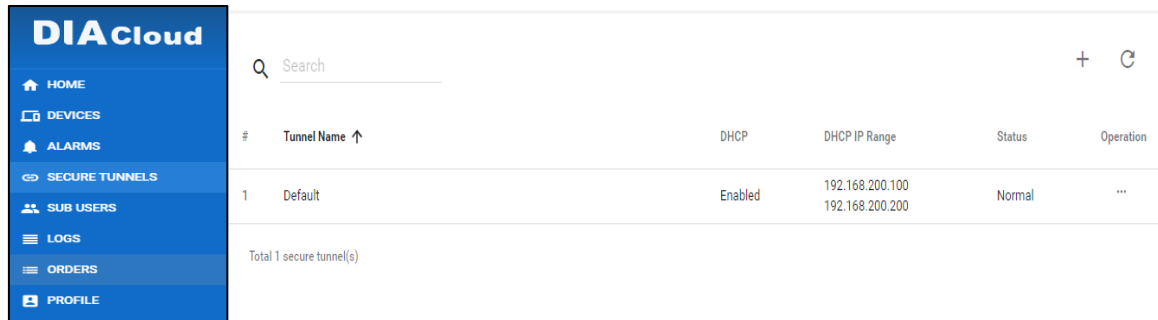 DIACloud
HOME
DEVICES
ALARMS
SECURE TUNNELS
SUB USERS
LOGS
ORDERS
PROFILE
Search
# Tunnel Name DHCP DHCP IP Range Status Operation
1 Default Enabled 192.168.200.100 Normal ...
192.168.200.200
Total 1 secure tunnel(s)